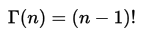 Γ(n) = (n − 1)!